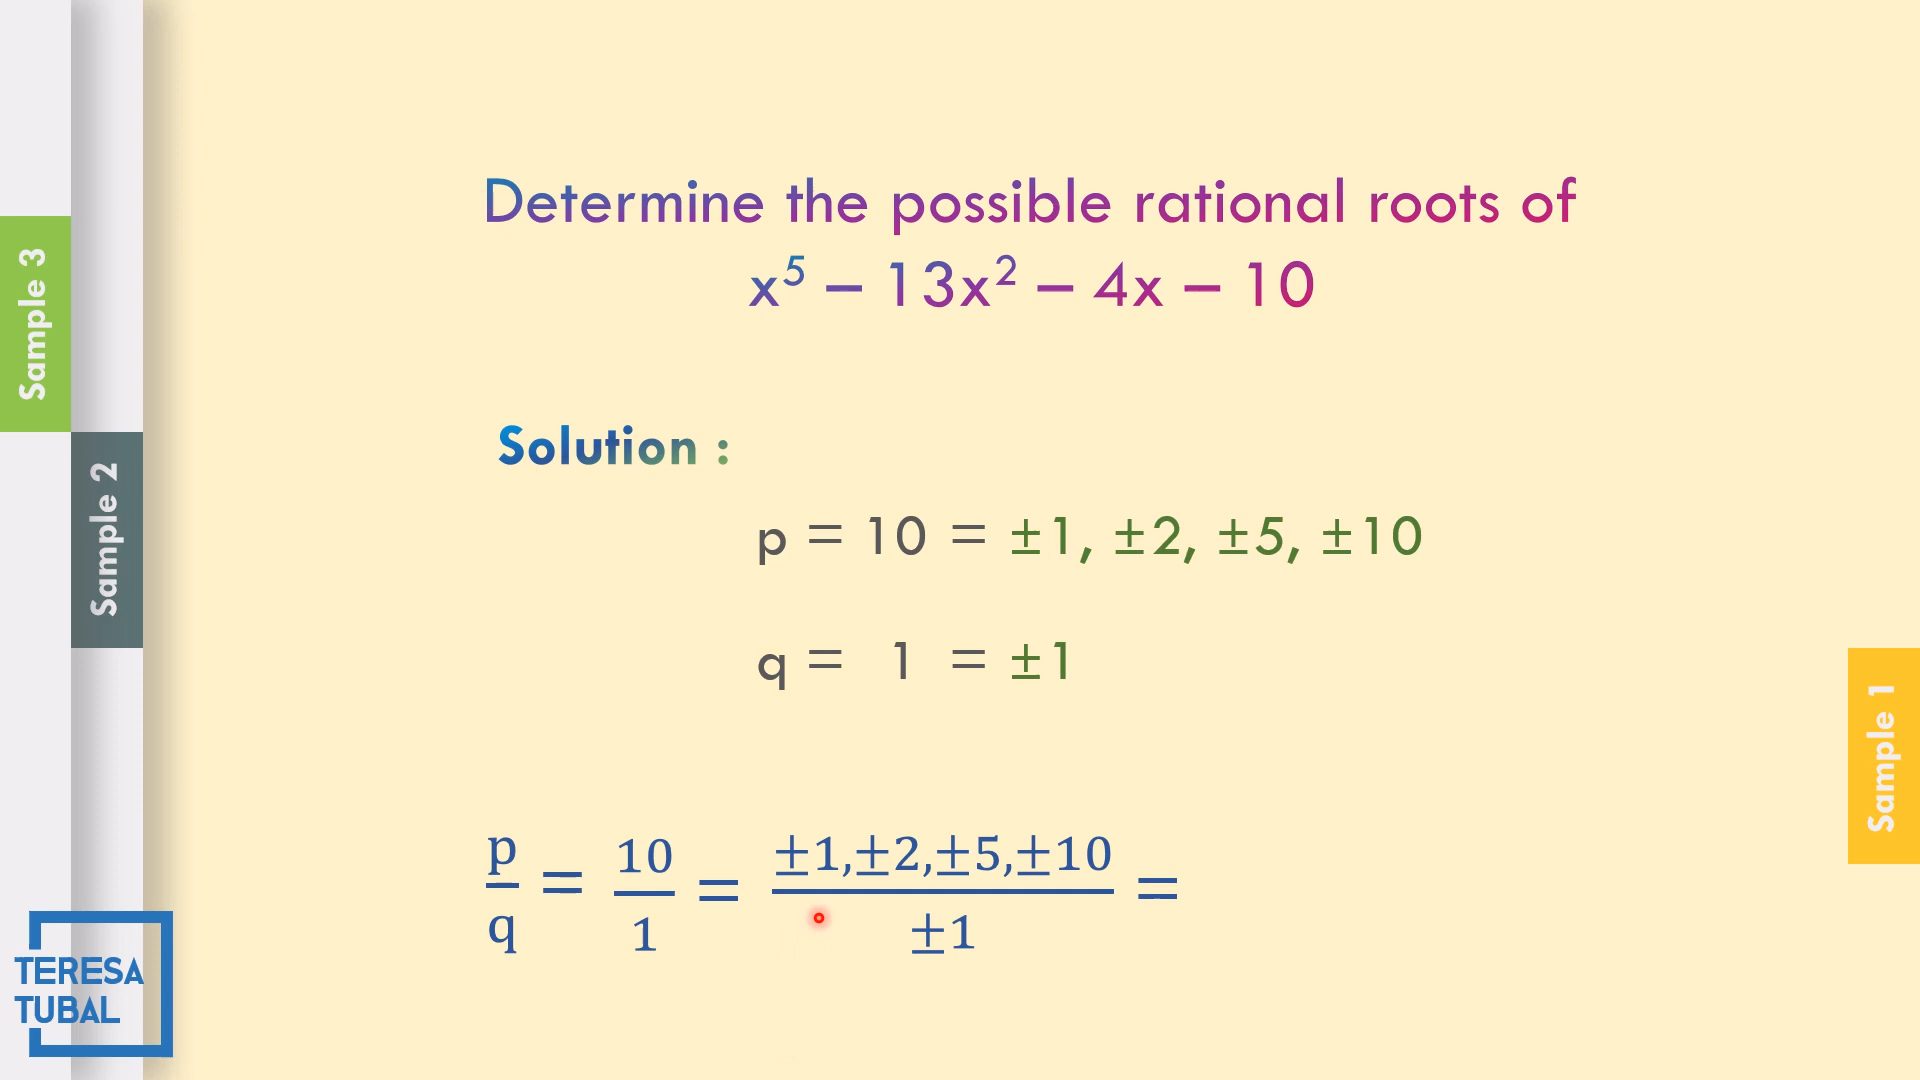 Determine the possible rational roots of
x⁵ – 13x² – 4x – 10
Solution :
p = 10 = ±1, ±2, ±5, ±10
q = 1 = ±1
p/q = 10/1 = ±1,±2,±5,±10/±1 =
Sample 3
Sample 2
Sample 1
TERESA
TUBAL